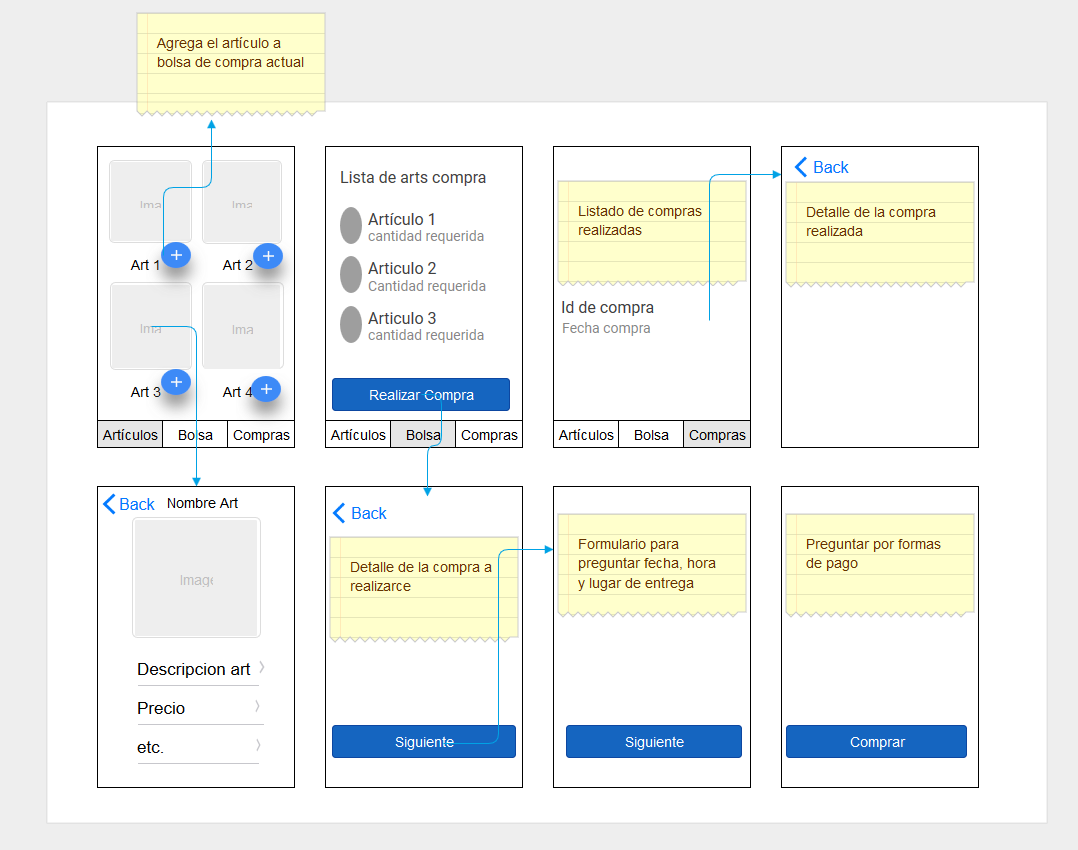 Agrega el artículo a
bolsa de compra actual
Ima
Ima
Art 1
+
Art 2
+
Ima
Ima
Art 3
+
Art 4
+
Artículos
Bolsa
Compras
Lista de arts compra
Artículo 1
cantidad requerida
Articulo 2
Cantidad requerida
Articulo 3
cantidad requerida
Realizar Compra
Artículos
Bolsa
Compras
Listado de compras
realizadas
Id de compra
Fecha compra
Artículos
Bolsa
Compras
Back
Detalle de la compra
realizada
Back
Nombre Art
Image
Descripcion art
Precio
etc.
Back
Detalle de la compra a
realizarce
Siguiente
Formulario para
preguntar fecha, hora
y lugar de entrega
Siguiente
Preguntar por formas
de pago
Comprar